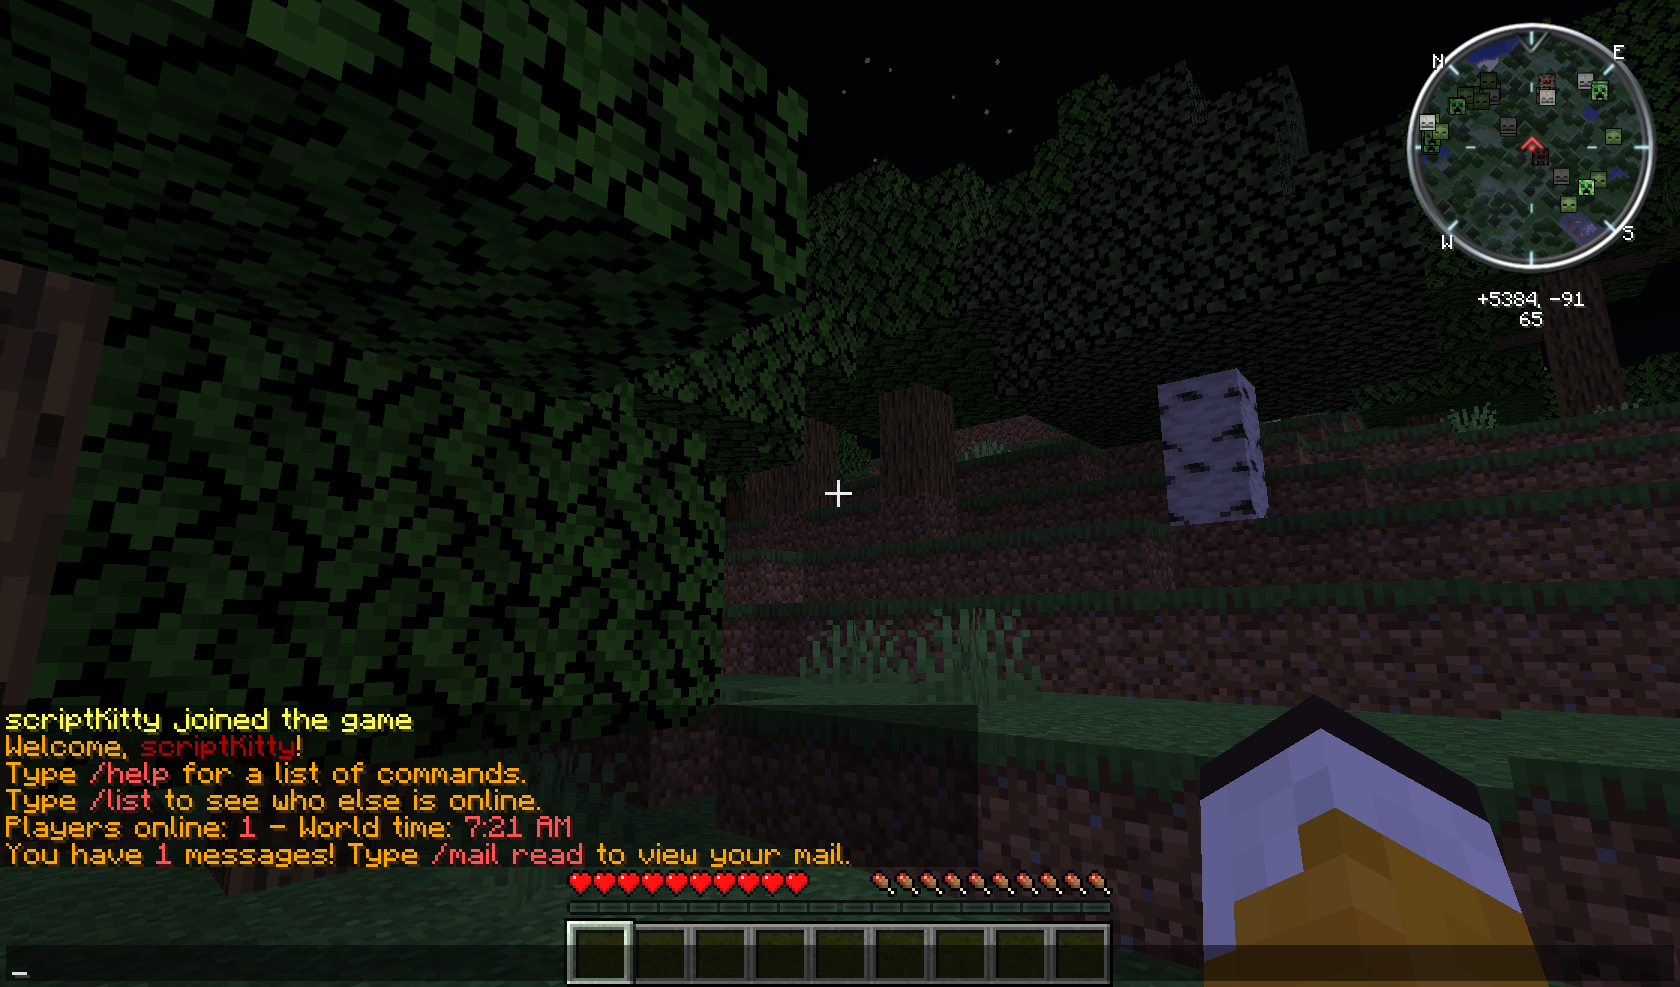 N
E
W
S
+5384, -91
65
scriptKitty joined the game
Welcome, scriptKitty!
Type /help for a list of commands.
Type /list to see who else is online.
Players online: 1 - World time: 7:21 AM
You have 1 messages! Type /mail read to view your mail.
_